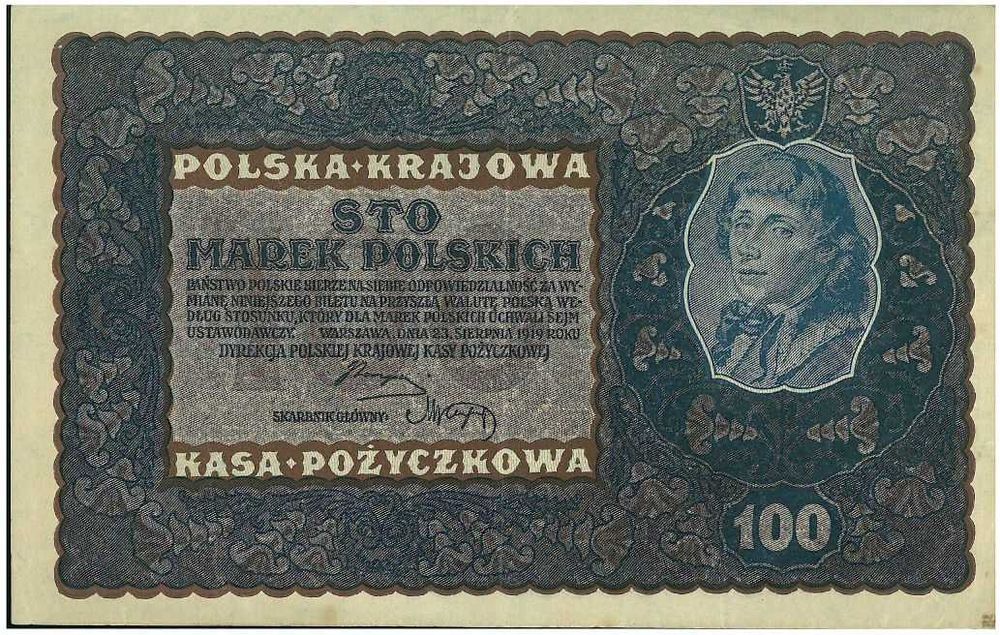 POLSKA·KRAJOWA
STO
MAREK POLSKICH
PAŃSTWO POLSKIE BIERZE NA SIEBIE ODPOWIEDZIALNOŚĆ ZA WY-
MIANĘ NINIEJSZEGO BILETU NA PRZYSZŁĄ WALUTĘ POLSKĄ WE-
DŁUG STOSUNKU, KTÓRY DLA MAREK POLSKICH UCHWALI SEJM
USTAWODAWCZY. WARSZAWA, DNIA 23, SIERPNIA 1919 ROKU
DYREKCJA POLSKIEJ KRAJOWEJ KASY POŻYCZKOWEJ
SKARBNIK GŁÓWNY:
KASA·POŻYCZKOWA
100